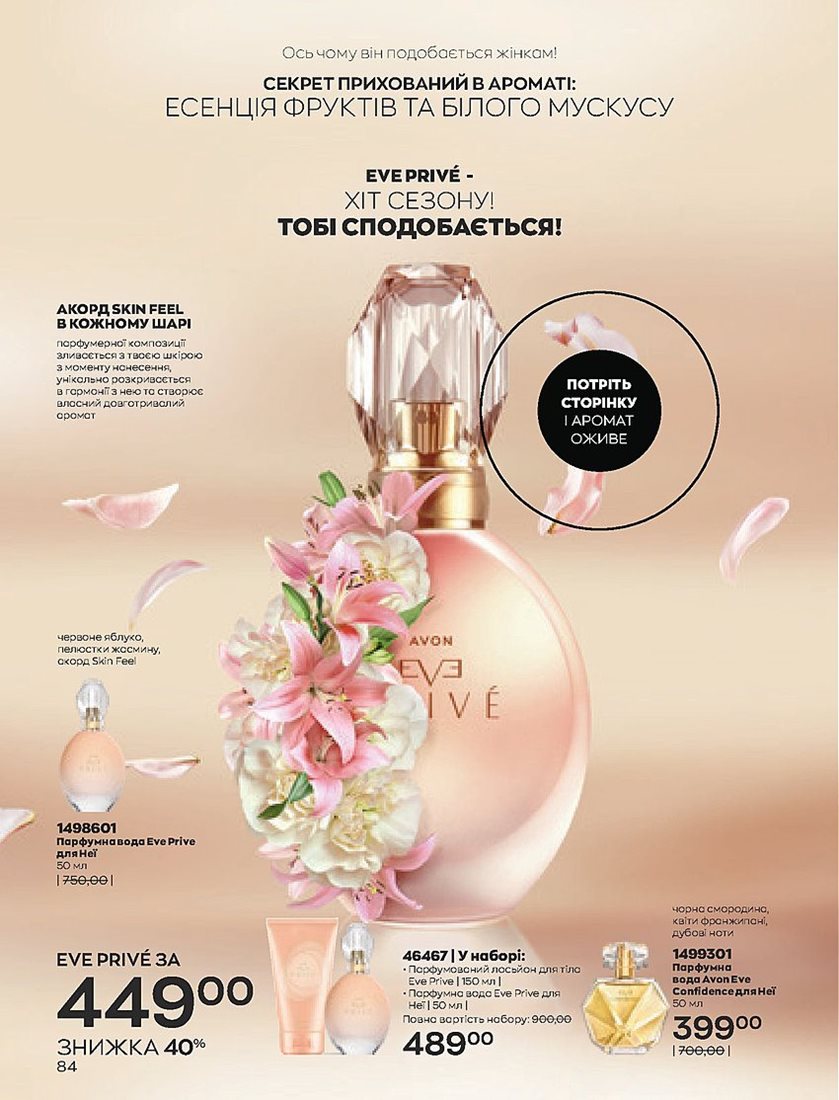 Ось чому він подобається жінкам!
СЕКРЕТ ПРИХОВАНИЙ В АРОМАТІ:
ЕСЕНЦІЯ ФРУКТІВ ТА БІЛОГО МУСКУСУ
EVE PRIVÉ -
ХІТ СЕЗОНУ!
ТОБІ СПОДОБАЄТЬСЯ!
АКОРД SKIN FEEL
В КОЖНОМУ ШАРІ
парфумерної композиції
зливається з твоєю шкірою
з моменту нанесення,
унікально розкривається
в гармонії з нею та створює
власний довготривалий
аромат
ПОТРІТЬ
СТОРІНКУ
І АРОМАТ
ОЖИВЕ
AVON
EVE
IVÉ
червоне яблуко,
пелюстки жасмину,
акорд Skin Feel
1498601
Парфумна вода Eve Prive
для Неї
50 мл
| 750,00 |
EVE PRIVÉ ЗА
449 00
ЗНИЖКА 40%
84
46467 | У наборі:
• Парфумований лосьйон для тіла
Eve Prive | 150 мл |
• Парфумна вода Eve Prive для
Неї | 50 мл |
Повна вартість набору: 900,00
489 00
чорна смородина,
квіти франжипані,
дубові ноти
1499301
Парфумна
вода Avon Eve
Confidence для Неї
50 мл
399 00
| 700,00 |